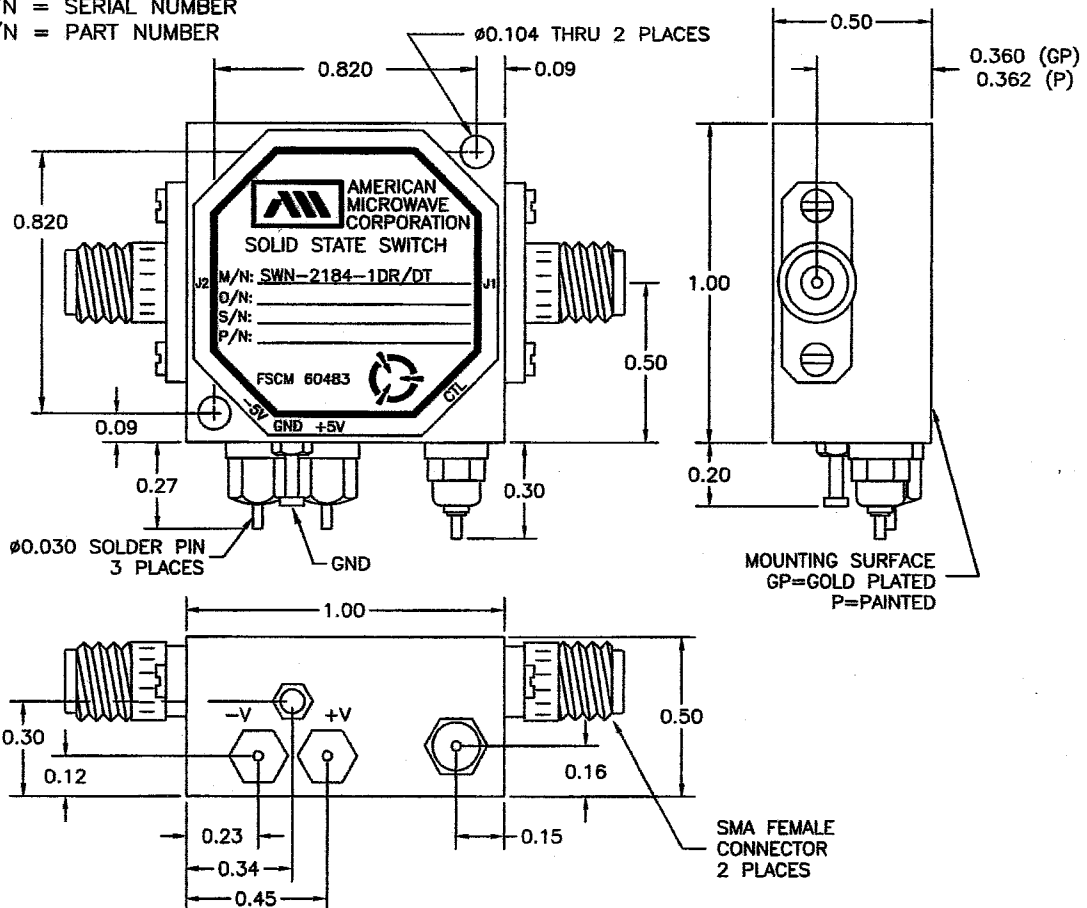 /N = SERIAL NUMBER
/N = PART NUMBER
ø0.104 THRU 2 PLACES
0.50
0.820
0.09
0.360 (GP)
0.362 (P)
AMERICAN
MICROWAVE
CORPORATION
SOLID STATE SWITCH
0.820
J2
M/N: SWN-2184-1DR/DT
J1
O/N:
S/N:
P/N:
1.00
0.50
FSCM 60483
-5V
GND
+5V
CTL
0.09
0.27
0.30
0.20
ø0.030 SOLDER PIN
3 PLACES
GND
MOUNTING SURFACE
GP=GOLD PLATED
P=PAINTED
1.00
-V
+V
0.30
0.50
0.12
0.16
0.23
0.15
0.34
0.45
SMA FEMALE
CONNECTOR
2 PLACES